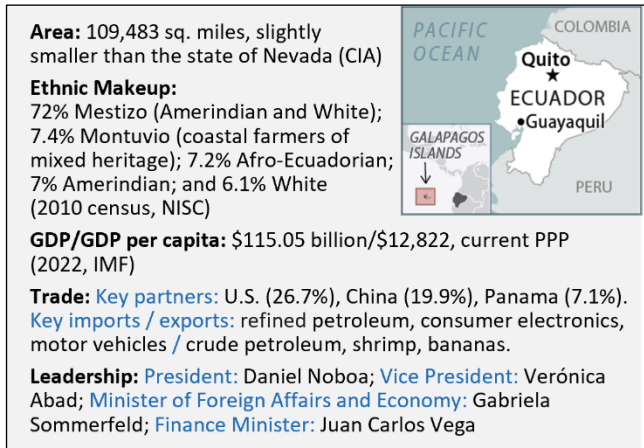 Area: 109,483 sq. miles, slightly
smaller than the state of Nevada (CIA)
Ethnic Makeup:
72% Mestizo (Amerindian and White);
7.4% Montuvio (coastal farmers of
mixed heritage); 7.2% Afro-Ecuadorian;
7% Amerindian; and 6.1% White
(2010 census, NISC)
GDP/GDP per capita: $115.05 billion/$12,822, current PPP
(2022, IMF)
Trade: Key partners: U.S. (26.7%), China (19.9%), Panama (7.1%).
Key imports / exports: refined petroleum, consumer electronics,
motor vehicles / crude petroleum, shrimp, bananas.
Leadership: President: Daniel Noboa; Vice President: Verónica
Abad; Minister of Foreign Affairs and Economy: Gabriela
Sommerfeld; Finance Minister: Juan Carlos Vega
PACIFIC
OCEAN
COLOMBIA
Quito
ECUADOR
Guayaquil
GALAPAGOS
ISLANDS
PERU